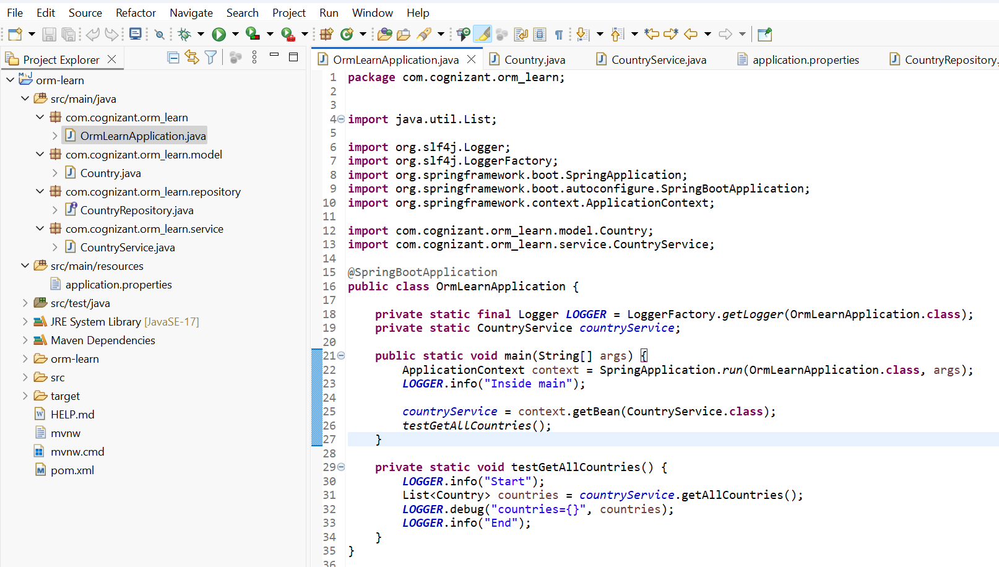 File Edit Source Refactor Navigate Search Project Run Window Help
Project Explorer
orm-learn
src/main/java
com.cognizant.orm_learn
OrmLearnApplication.java
com.cognizant.orm_learn.model
Country.java
com.cognizant.orm_learn.repository
CountryRepository.java
com.cognizant.orm_learn.service
CountryService.java
src/main/resources
application.properties
src/test/java
JRE System Library [JavaSE-17]
Maven Dependencies
orm-learn
src
target
HELP.md
mvnw
mvnw.cmd
pom.xml
OrmLearnApplication.java Country.java CountryService.java application.properties CountryRepository.
1 package com.cognizant.orm_learn;
2
3
4 import java.util.List;
5
6 import org.slf4j.Logger;
7 import org.slf4j.LoggerFactory;
8 import org.springframework.boot.SpringApplication;
9 import org.springframework.boot.autoconfigure.SpringBootApplication;
10 import org.springframework.context.ApplicationContext;
11
12 import com.cognizant.orm_learn.model.Country;
13 import com.cognizant.orm_learn.service.CountryService;
14
15 @SpringBootApplication
16 public class OrmLearnApplication {
17
18 private static final Logger LOGGER = LoggerFactory.getLogger(OrmLearnApplication.class);
19 private static CountryService countryService;
20
21 public static void main(String[] args) {
22 ApplicationContext context = SpringApplication.run(OrmLearnApplication.class, args);
23 LOGGER.info("Inside main");
24
25 countryService = context.getBean(CountryService.class);
26 testGetAllCountries();
27 }
28
29 private static void testGetAllCountries() {
30 LOGGER.info("Start");
31 List<Country> countries = countryService.getAllCountries();
32 LOGGER.debug("countries={}", countries);
33 LOGGER.info("End");
34 }
35 }
36